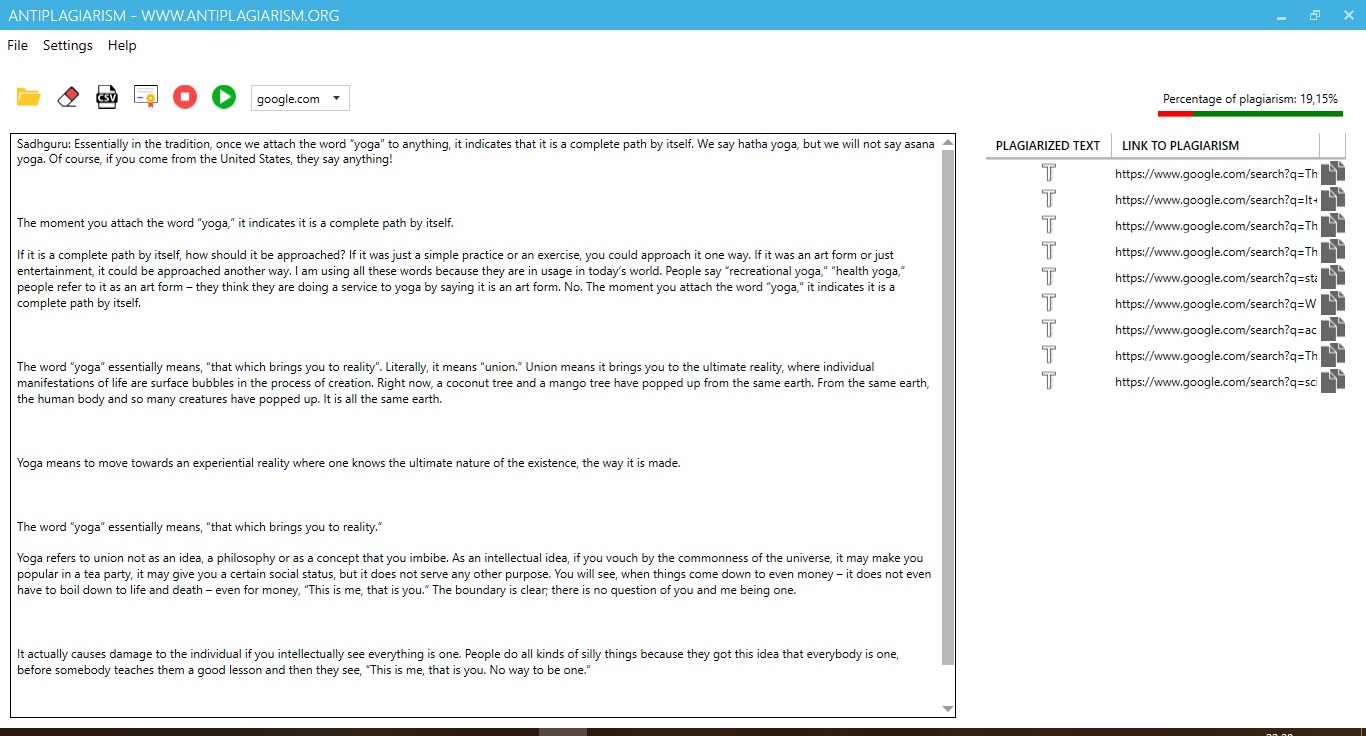 ANTIPLAGIARISM - WWW.ANTIPLAGIARISM.ORG
File Settings Help
CSV
google.com
Percentage of plagiarism: 19,15%
PLAGIARIZED TEXT LINK TO PLAGIARISM
Sadhguru: Essentially in the tradition, once we attach the word “yoga” to anything, it indicates that it is a complete path by itself. We say hatha yoga, but we will not say asana
yoga. Of course, if you come from the United States, they say anything!
The moment you attach the word “yoga,” it indicates it is a complete path by itself.
If it is a complete path by itself, how should it be approached? If it was just a simple practice or an exercise, you could approach it one way. If it was an art form or just
entertainment, it could be approached another way. I am using all these words because they are in usage in today’s world. People say “recreational yoga,” “health yoga,”
people refer to it as an art form – they think they are doing a service to yoga by saying it is an art form. No. The moment you attach the word “yoga,” it indicates it is a
complete path by itself.
The word “yoga” essentially means, “that which brings you to reality”. Literally, it means “union.” Union means it brings you to the ultimate reality, where individual
manifestations of life are surface bubbles in the process of creation. Right now, a coconut tree and a mango tree have popped up from the same earth. From the same earth,
the human body and so many creatures have popped up. It is all the same earth.
Yoga means to move towards an experiential reality where one knows the ultimate nature of the existence, the way it is made.
The word “yoga” essentially means, “that which brings you to reality.”
Yoga refers to union not as an idea, a philosophy or as a concept that you imbibe. As an intellectual idea, if you vouch by the commonness of the universe, it may make you
popular in a tea party, it may give you a certain social status, but it does not serve any other purpose. You will see, when things come down to even money – it does not even
have to boil down to life and death – even for money, “This is me, that is you.” The boundary is clear; there is no question of you and me being one.
It actually causes damage to the individual if you intellectually see everything is one. People do all kinds of silly things because they got this idea that everybody is one,
before somebody teaches them a good lesson and then they see, “This is me, that is you. No way to be one.”
T https://www.google.com/search?q=Th
T https://www.google.com/search?q=It+
T https://www.google.com/search?q=Th
T https://www.google.com/search?q=Th
T https://www.google.com/search?q=sta
T https://www.google.com/search?q=W
T https://www.google.com/search?q=ac
T https://www.google.com/search?q=Th
T https://www.google.com/search?q=sci